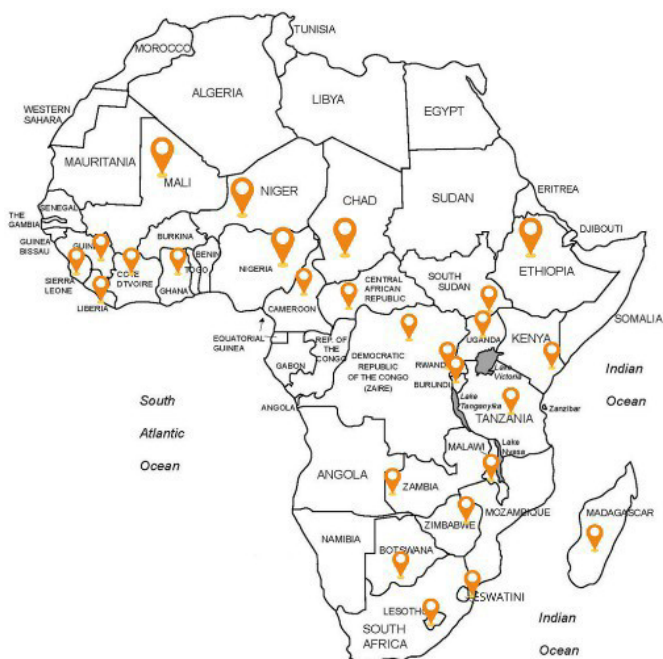 TUNISIA
MOROCCO
ALGERIA
LIBYA
EGYPT
WESTERN
SAHARA
MAURITANIA
MALI
NIGER
CHAD
SUDAN
ERITREA
SENEGAL
THE
GAMBIA
GUINEA
BISSAU
BURKINA
DJIBOUTI
SIERRA
LEONE
LIBERIA
COTE
D'TVOIRE
GHANA
TOGO
BENIN
NIGERIA
CAMEROON
CENTRAL
AFRICAN
REPUBLIC
SOUTH
SUDAN
ETHIOPIA
SOMALIA
EQUATORIAL
GUINEA
REP. OF
THE
CONGO
GABON
DEMOCRATIC
REPUBLIC
OF THE CONGO
(ZAIRE)
UGANDA
KENYA
BURUNDI
Lake
Victoria
Indian
Ocean
Lake
Tanganyika
TANZANIA
Zanzibar
ANGOLA
South
Atlantic
Ocean
MALAWI
Lake
Nyasa
ANGOLA
ZAMBIA
MOZAMBIQUE
MADAGASCAR
ZIMBABWE
NAMIBIA
BOTSWANA
ESWATINI
SOUTH
AFRICA
Indian
Ocean